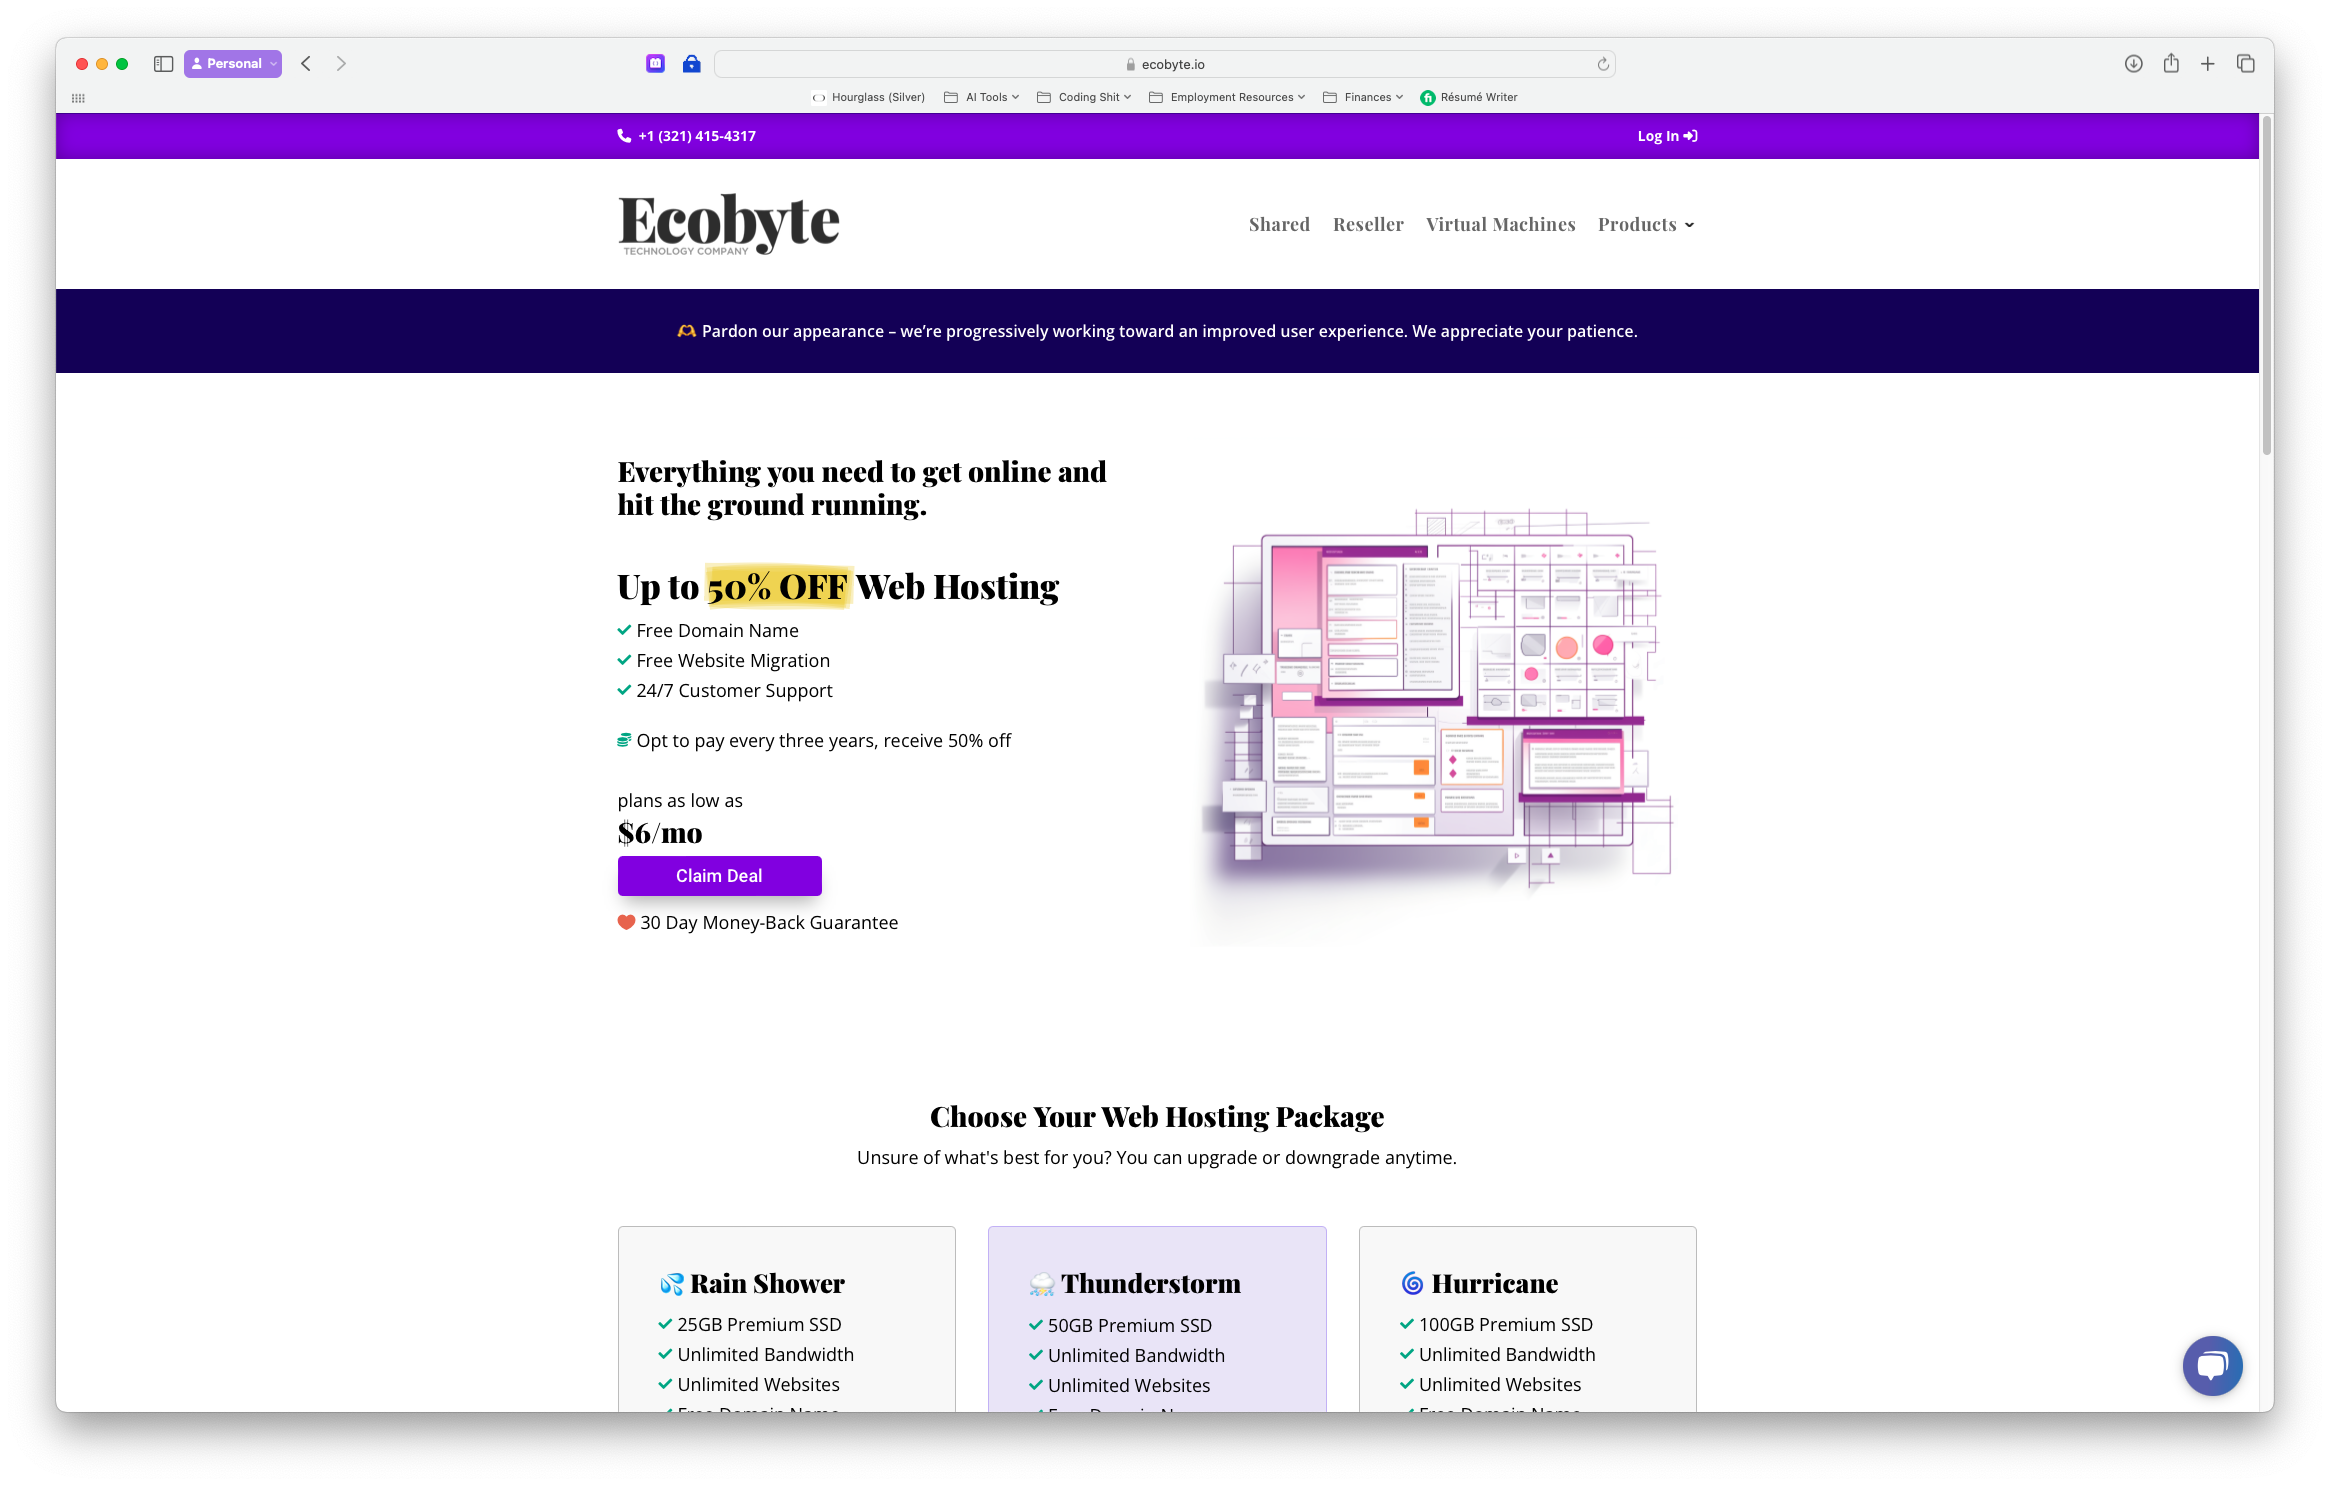 Personal
ecobyte.io
Hourglass (Silver) AI Tools Coding Shit Employment Resources Finances Résumé Writer
+1 (321) 415-4317 Log In
Ecobyte
TECHNOLOGY COMPANY
Shared Reseller Virtual Machines Products
Pardon our appearance – we’re progressively working toward an improved user experience. We appreciate your patience.
Everything you need to get online and
hit the ground running.
Up to 50% OFF Web Hosting
Free Domain Name
Free Website Migration
24/7 Customer Support
Opt to pay every three years, receive 50% off
plans as low as
$6/mo
Claim Deal
30 Day Money-Back Guarantee
Choose Your Web Hosting Package
Unsure of what's best for you? You can upgrade or downgrade anytime.
Rain Shower
25GB Premium SSD
Unlimited Bandwidth
Unlimited Websites
Free Domain Name
Thunderstorm
50GB Premium SSD
Unlimited Bandwidth
Unlimited Websites
Hurricane
100GB Premium SSD
Unlimited Bandwidth
Unlimited Websites
Free Domain Name